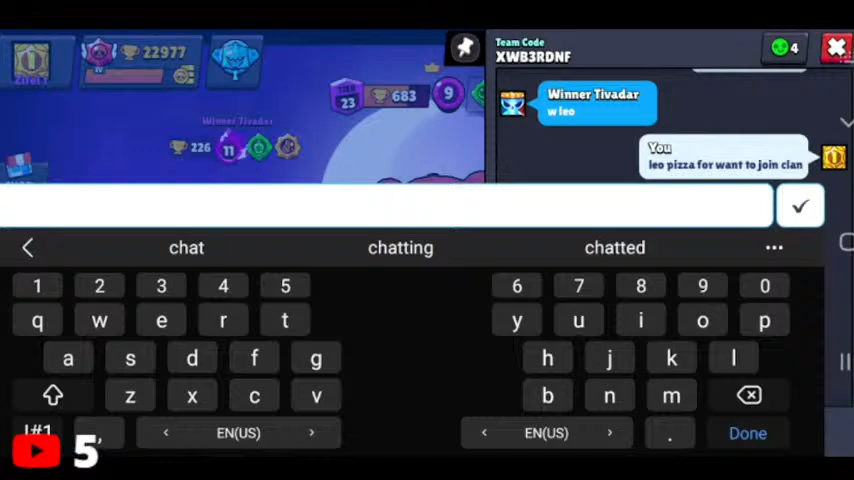 Team Code
XWB3RDNF
4
22977
683
23
9
Winner Tivadar
226
11
Winner Tivadar
w leo
You
leo pizza for want to join clan
chat
chatting
chatted
1 2 3 4 5 6 7 8 9 0
q w e r t y u i o p
a s d f g h j k l
z x c v b n m
!#1 , EN(US) EN(US) . Done
5